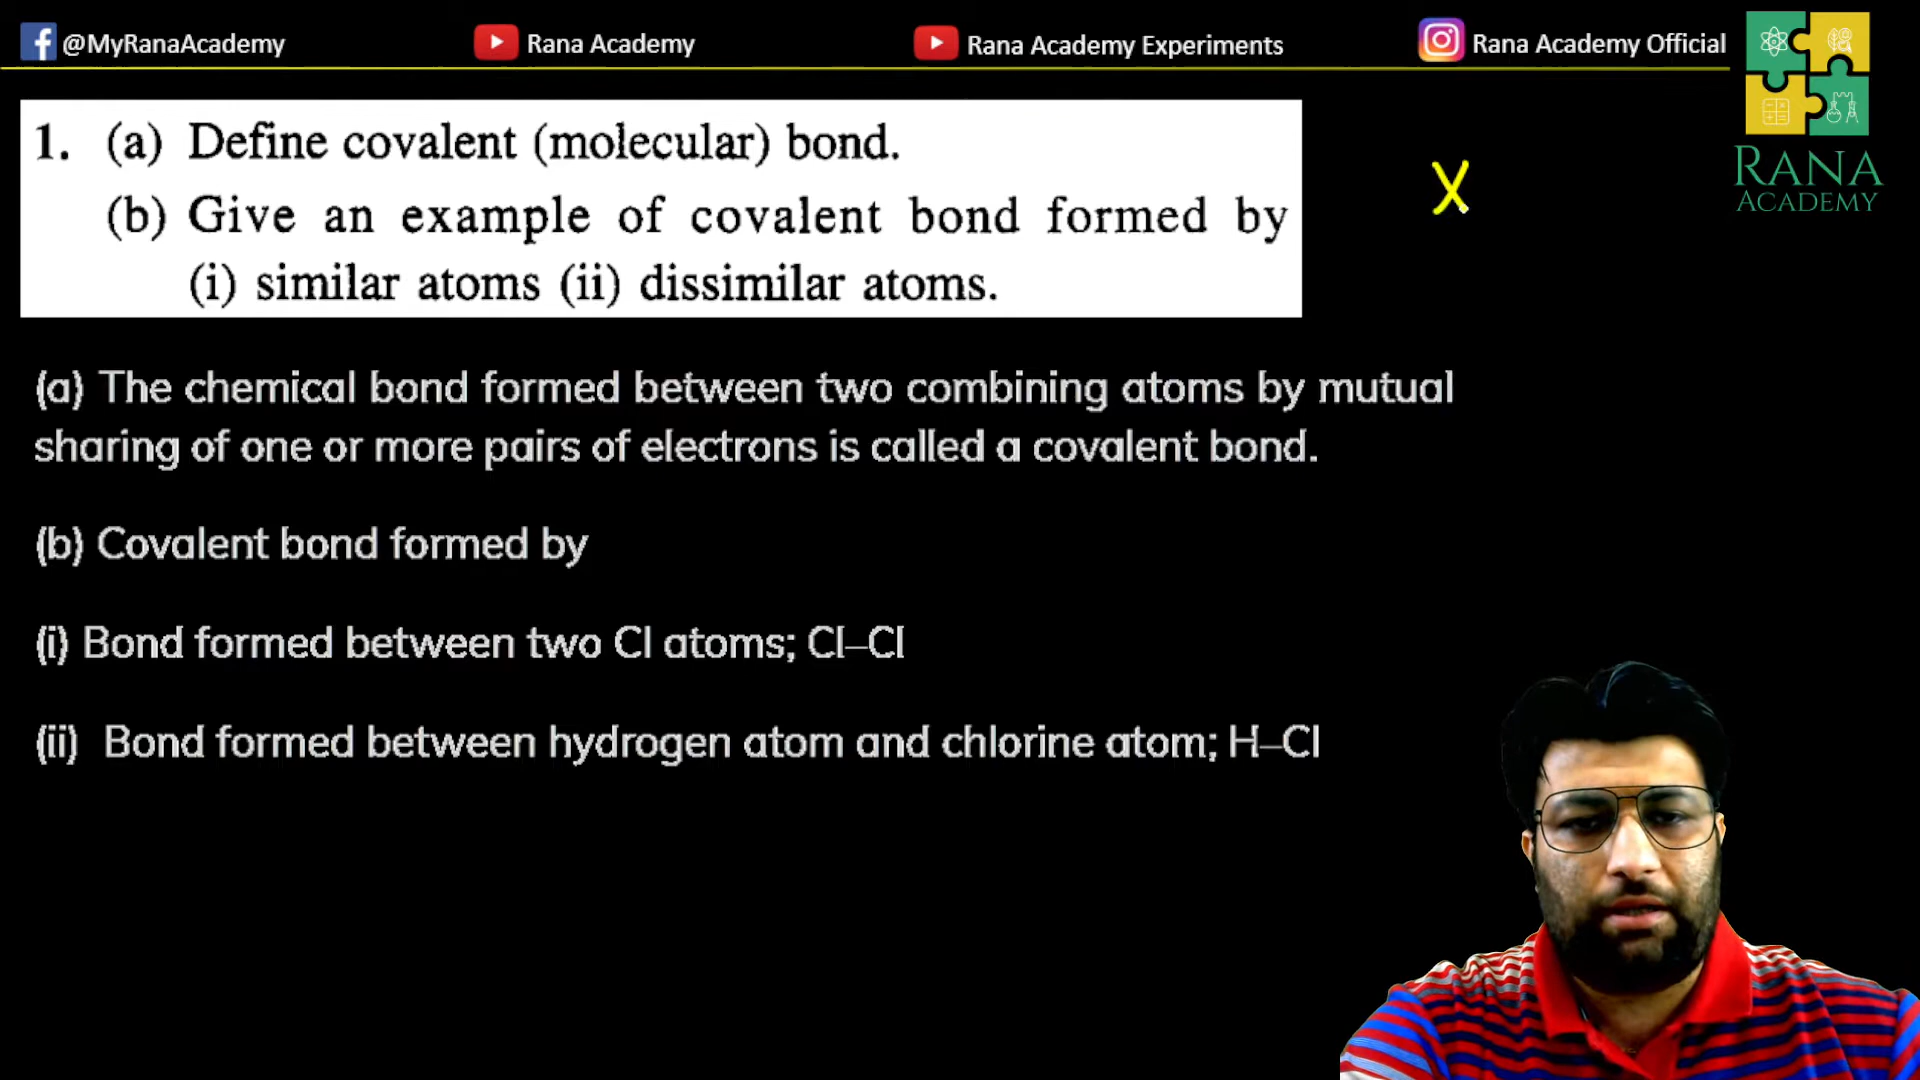 @MyRanaAcademy
Rana Academy
Rana Academy Experiments
Rana Academy Official
RANA
ACADEMY
1. (a) Define covalent (molecular) bond.
(b) Give an example of covalent bond formed by
(i) similar atoms (ii) dissimilar atoms.
X
(a) The chemical bond formed between two combining atoms by mutual
sharing of one or more pairs of electrons is called a covalent bond.
(b) Covalent bond formed by
(i) Bond formed between two Cl atoms; Cl–Cl
(ii) Bond formed between hydrogen atom and chlorine atom; H–Cl